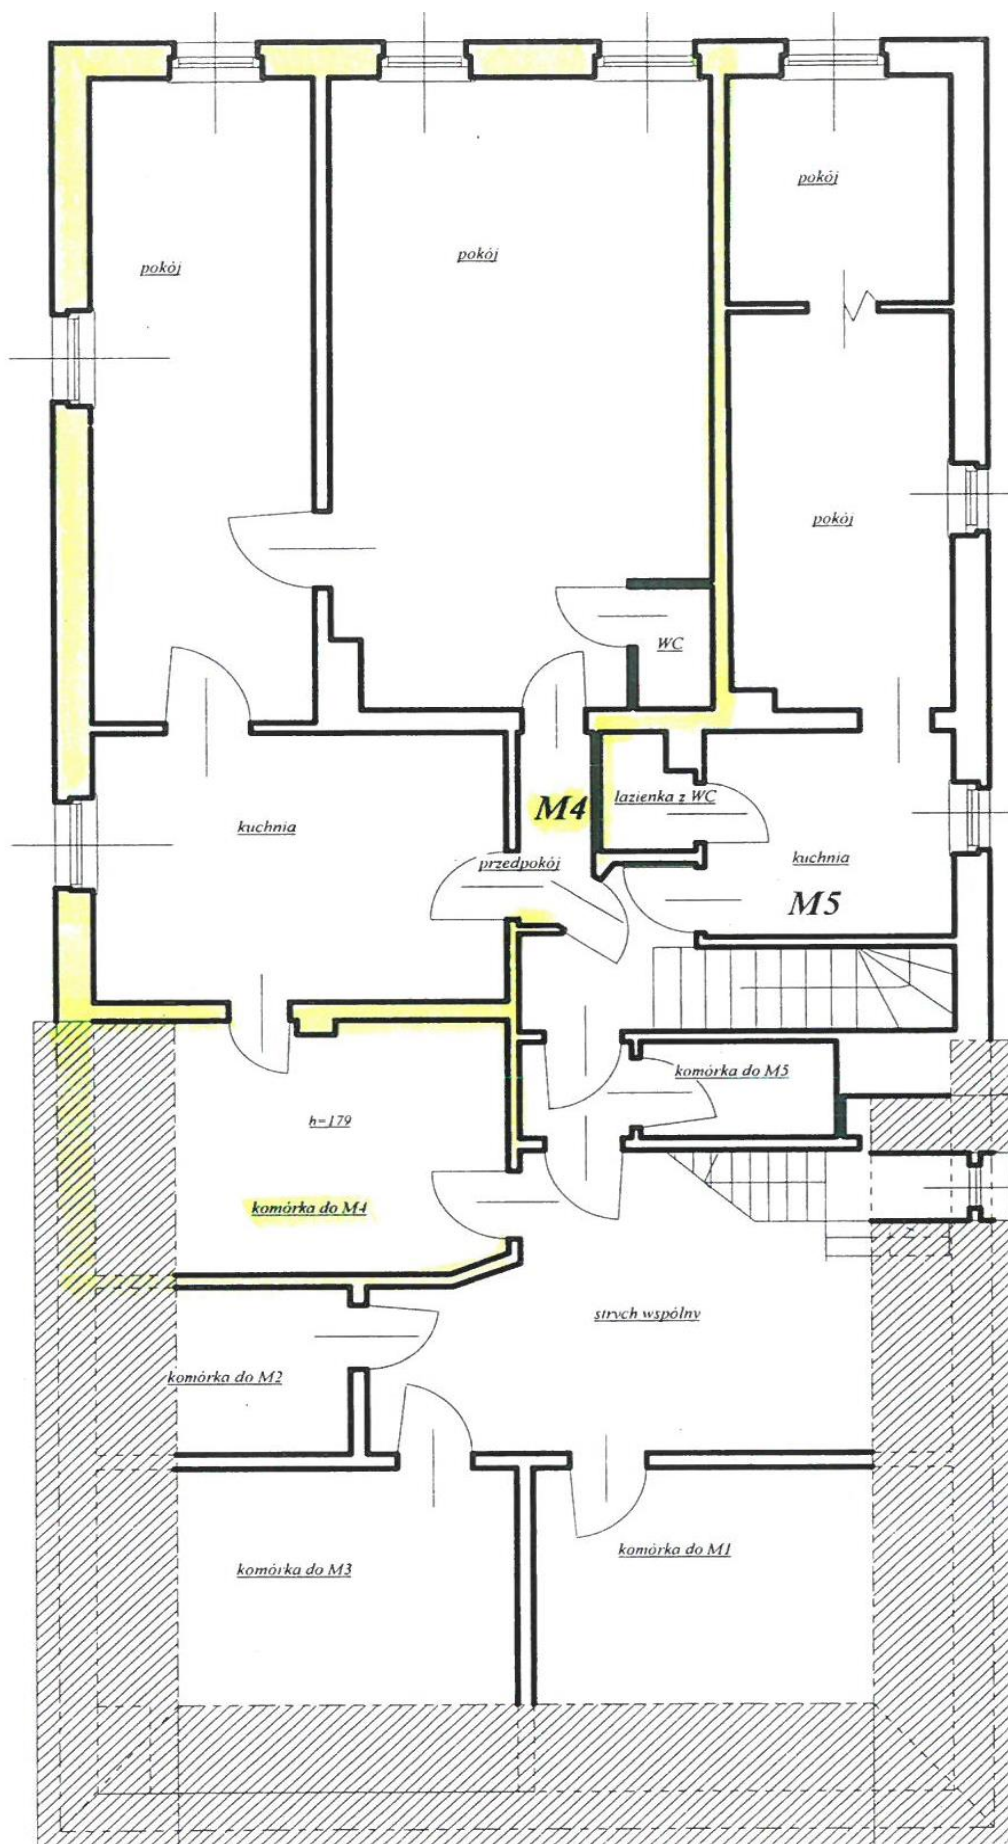 pokój
pokój
pokój
pokój
WC
M4
łazienka z WC
kuchnia
przedpokój
kuchnia
M5
komórka do M5
h=179
komórka do M4
strych wspólny
komórka do M2
komórka do M3
komórka do M1